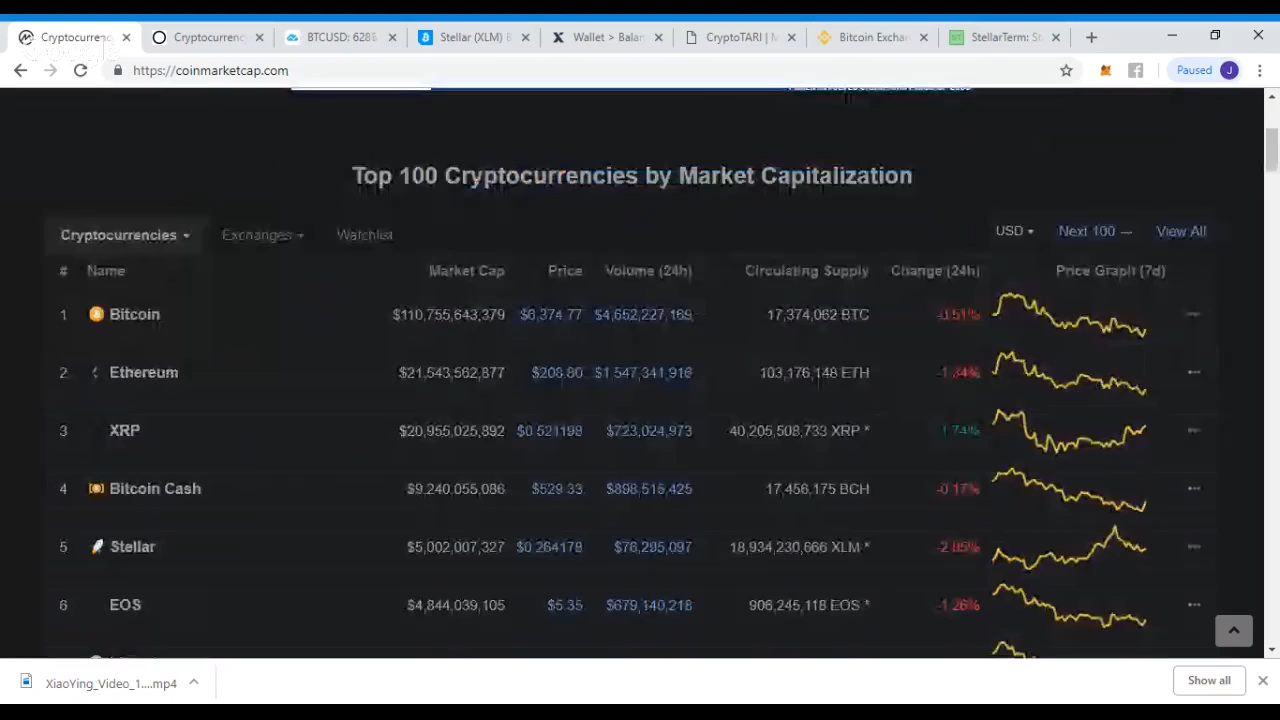 Cryptocurrenc
Cryptocurrenc
BTCUSD: 6288
Stellar (XLM) B
Wallet > Balan
CryptoTARI | M
Bitcoin Exchan
StellarTerm: St
https://coinmarketcap.com
Paused J
Top 100 Cryptocurrencies by Market Capitalization
Cryptocurrencies Exchanges Watchlist USD Next 100 → View All
# Name Market Cap Price Volume (24h) Circulating Supply Change (24h) Price Graph (7d)
1 Bitcoin $110,755,643,379 $6,374.77 $4,652,227,169 17,374,062 BTC -0.51%
2 Ethereum $21,543,562,877 $208.80 $1,547,341,916 103,176,148 ETH -1.34%
3 XRP $20,955,025,892 $0.521198 $723,024,973 40,205,508,733 XRP * 1.74%
4 Bitcoin Cash $9,240,055,086 $529.33 $898,515,425 17,456,175 BCH -0.17%
5 Stellar $5,002,007,327 $0.264178 $76,295,097 18,934,230,666 XLM * -2.05%
6 EOS $4,844,039,105 $5.35 $679,140,218 906,245,118 EOS * -1.26%
XiaoYing_Video_1....mp4
Show all